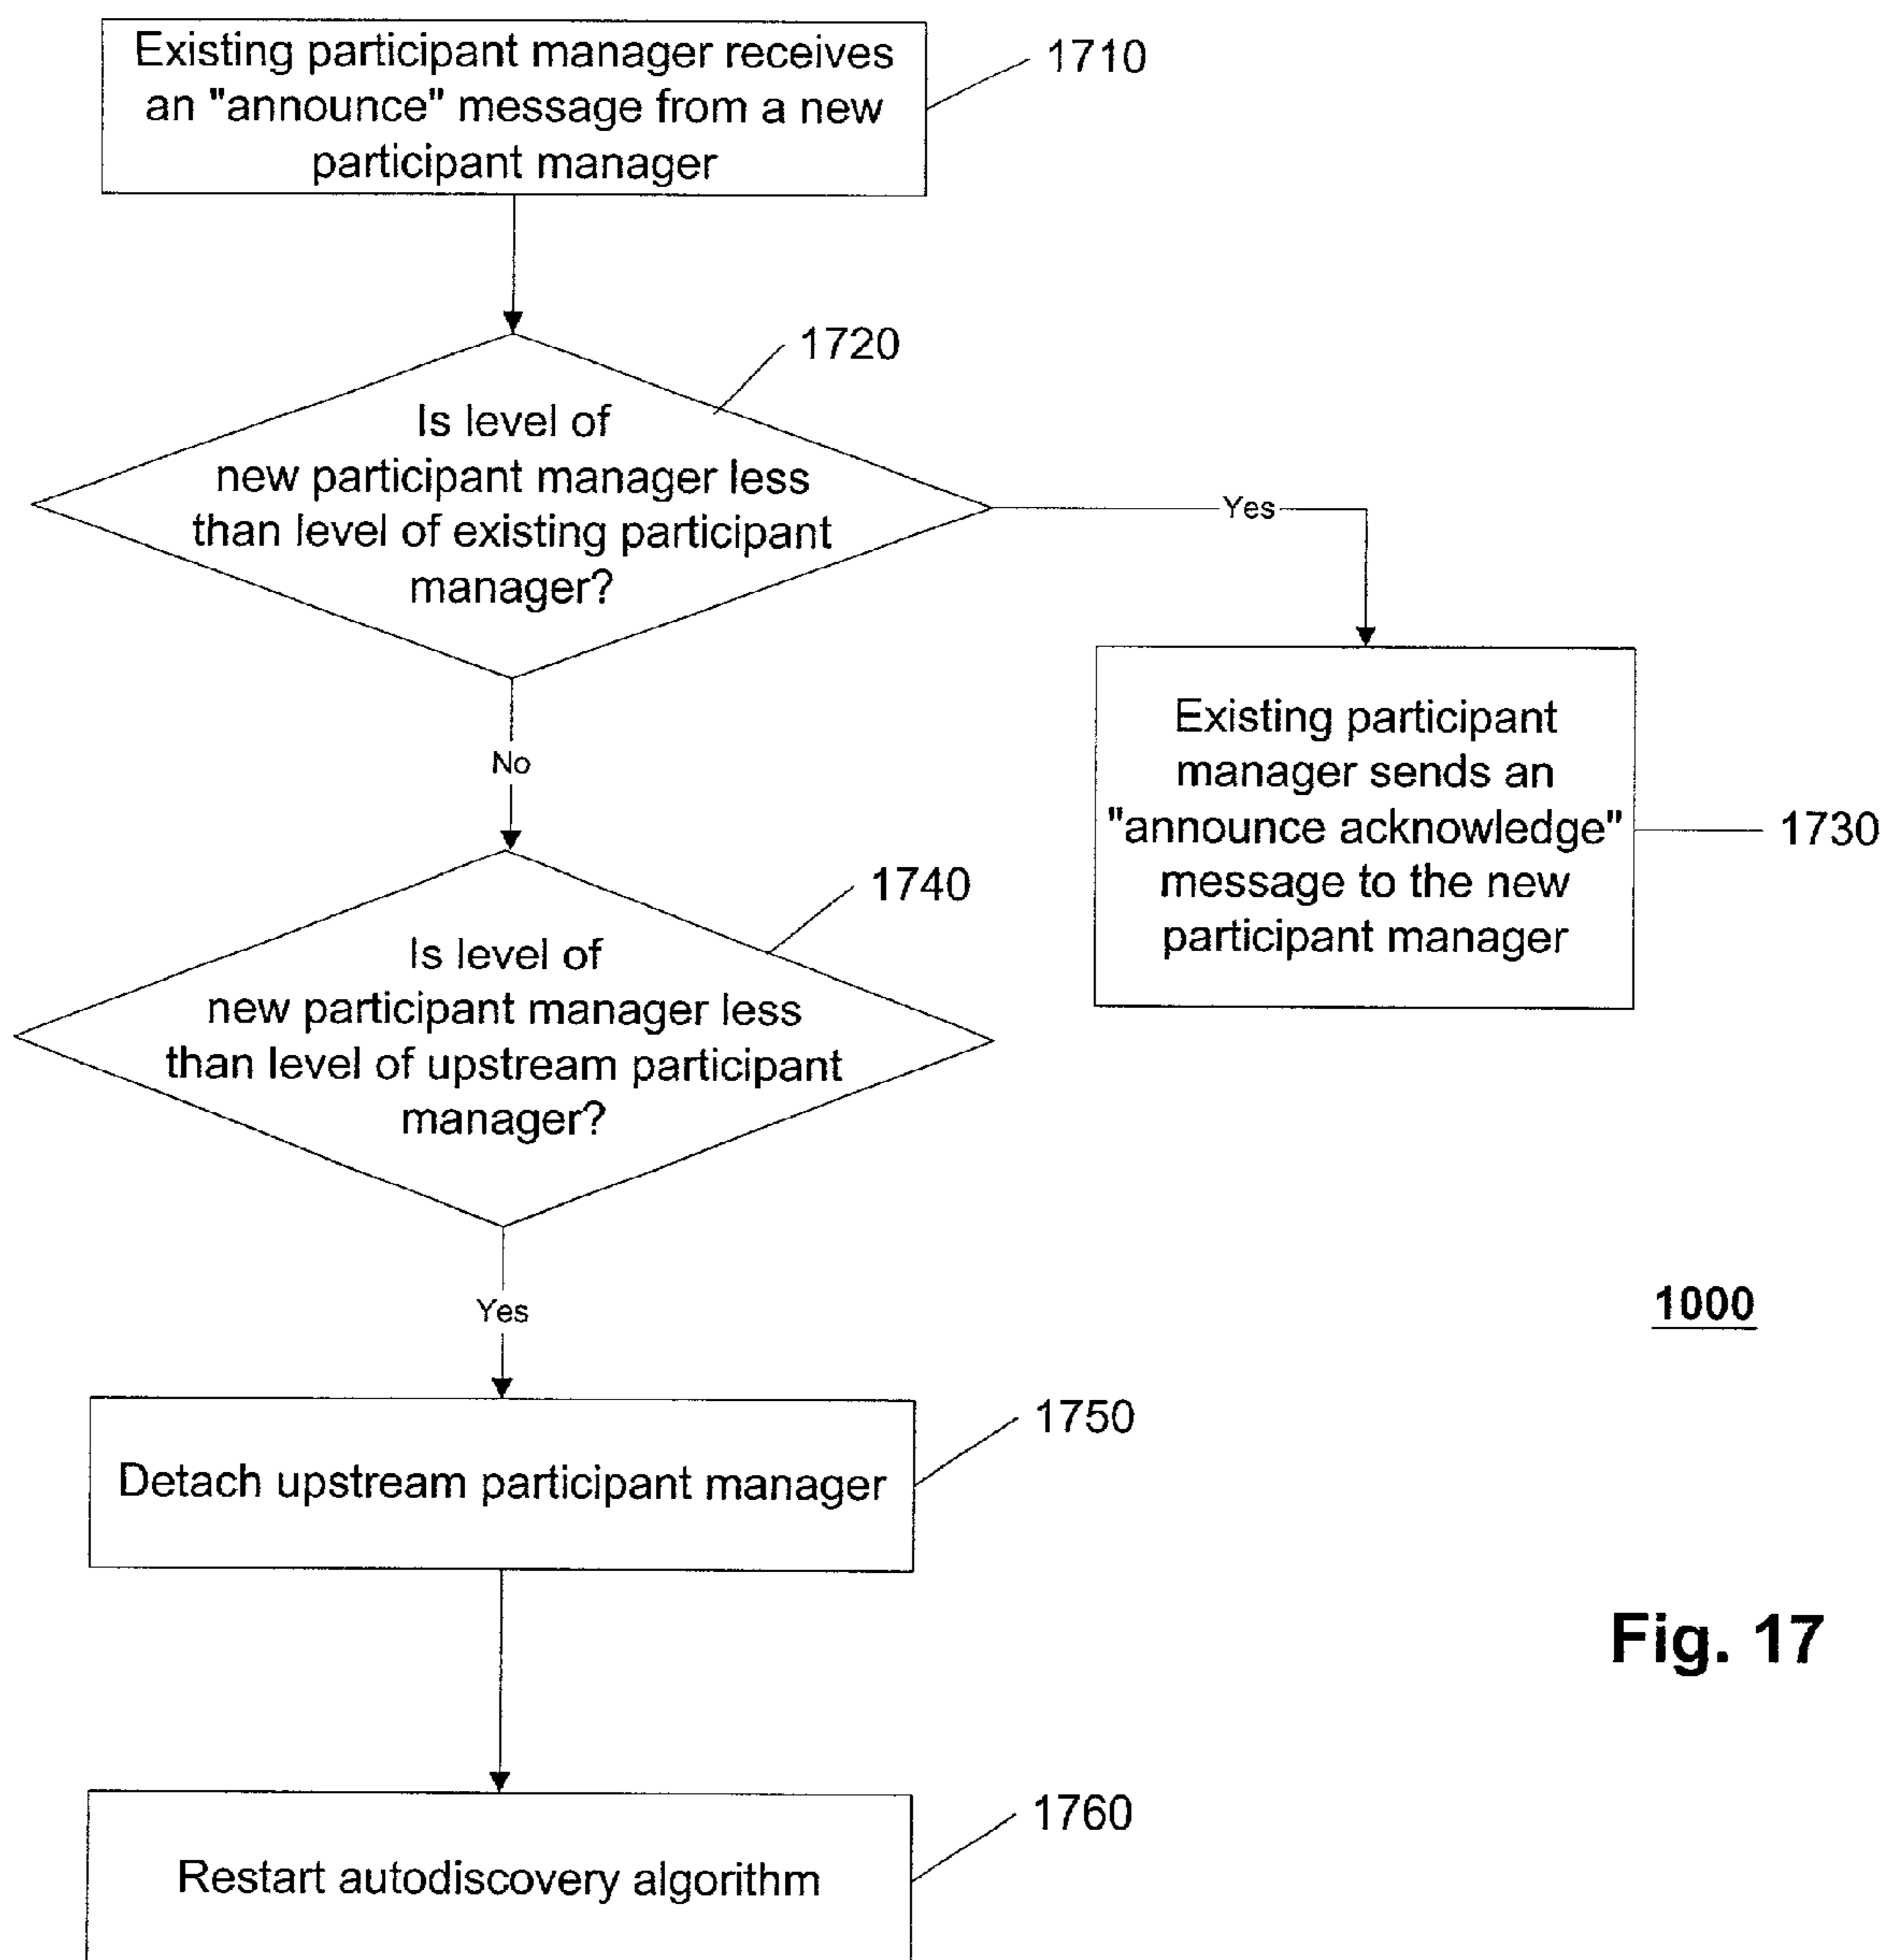 Existing participant manager receives
an "announce" message from a new
participant manager
1710
1720
Is level of
new participant manager less
than level of existing participant
manager?
Yes
No
Existing participant
manager sends an
"announce acknowledge"
message to the new
participant manager
1730
1740
Is level of
new participant manager less
than level of upstream participant
manager?
Yes
1000
1750
Detach upstream participant manager
Fig. 17
1760
Restart autodiscovery algorithm